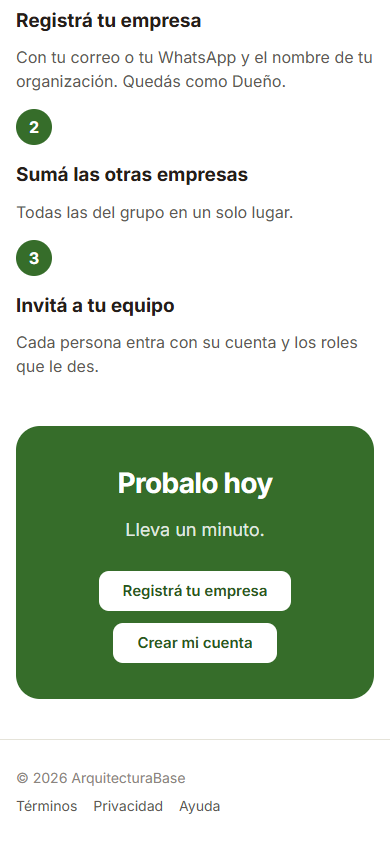 Registrá tu empresa
Con tu correo o tu WhatsApp y el nombre de tu
organización. Quedás como Dueño.
2
Sumá las otras empresas
Todas las del grupo en un solo lugar.
3
Invitá a tu equipo
Cada persona entra con su cuenta y los roles
que le des.
Probalo hoy
Lleva un minuto.
Registrá tu empresa
Crear mi cuenta
© 2026 ArquitecturaBase
Términos Privacidad Ayuda